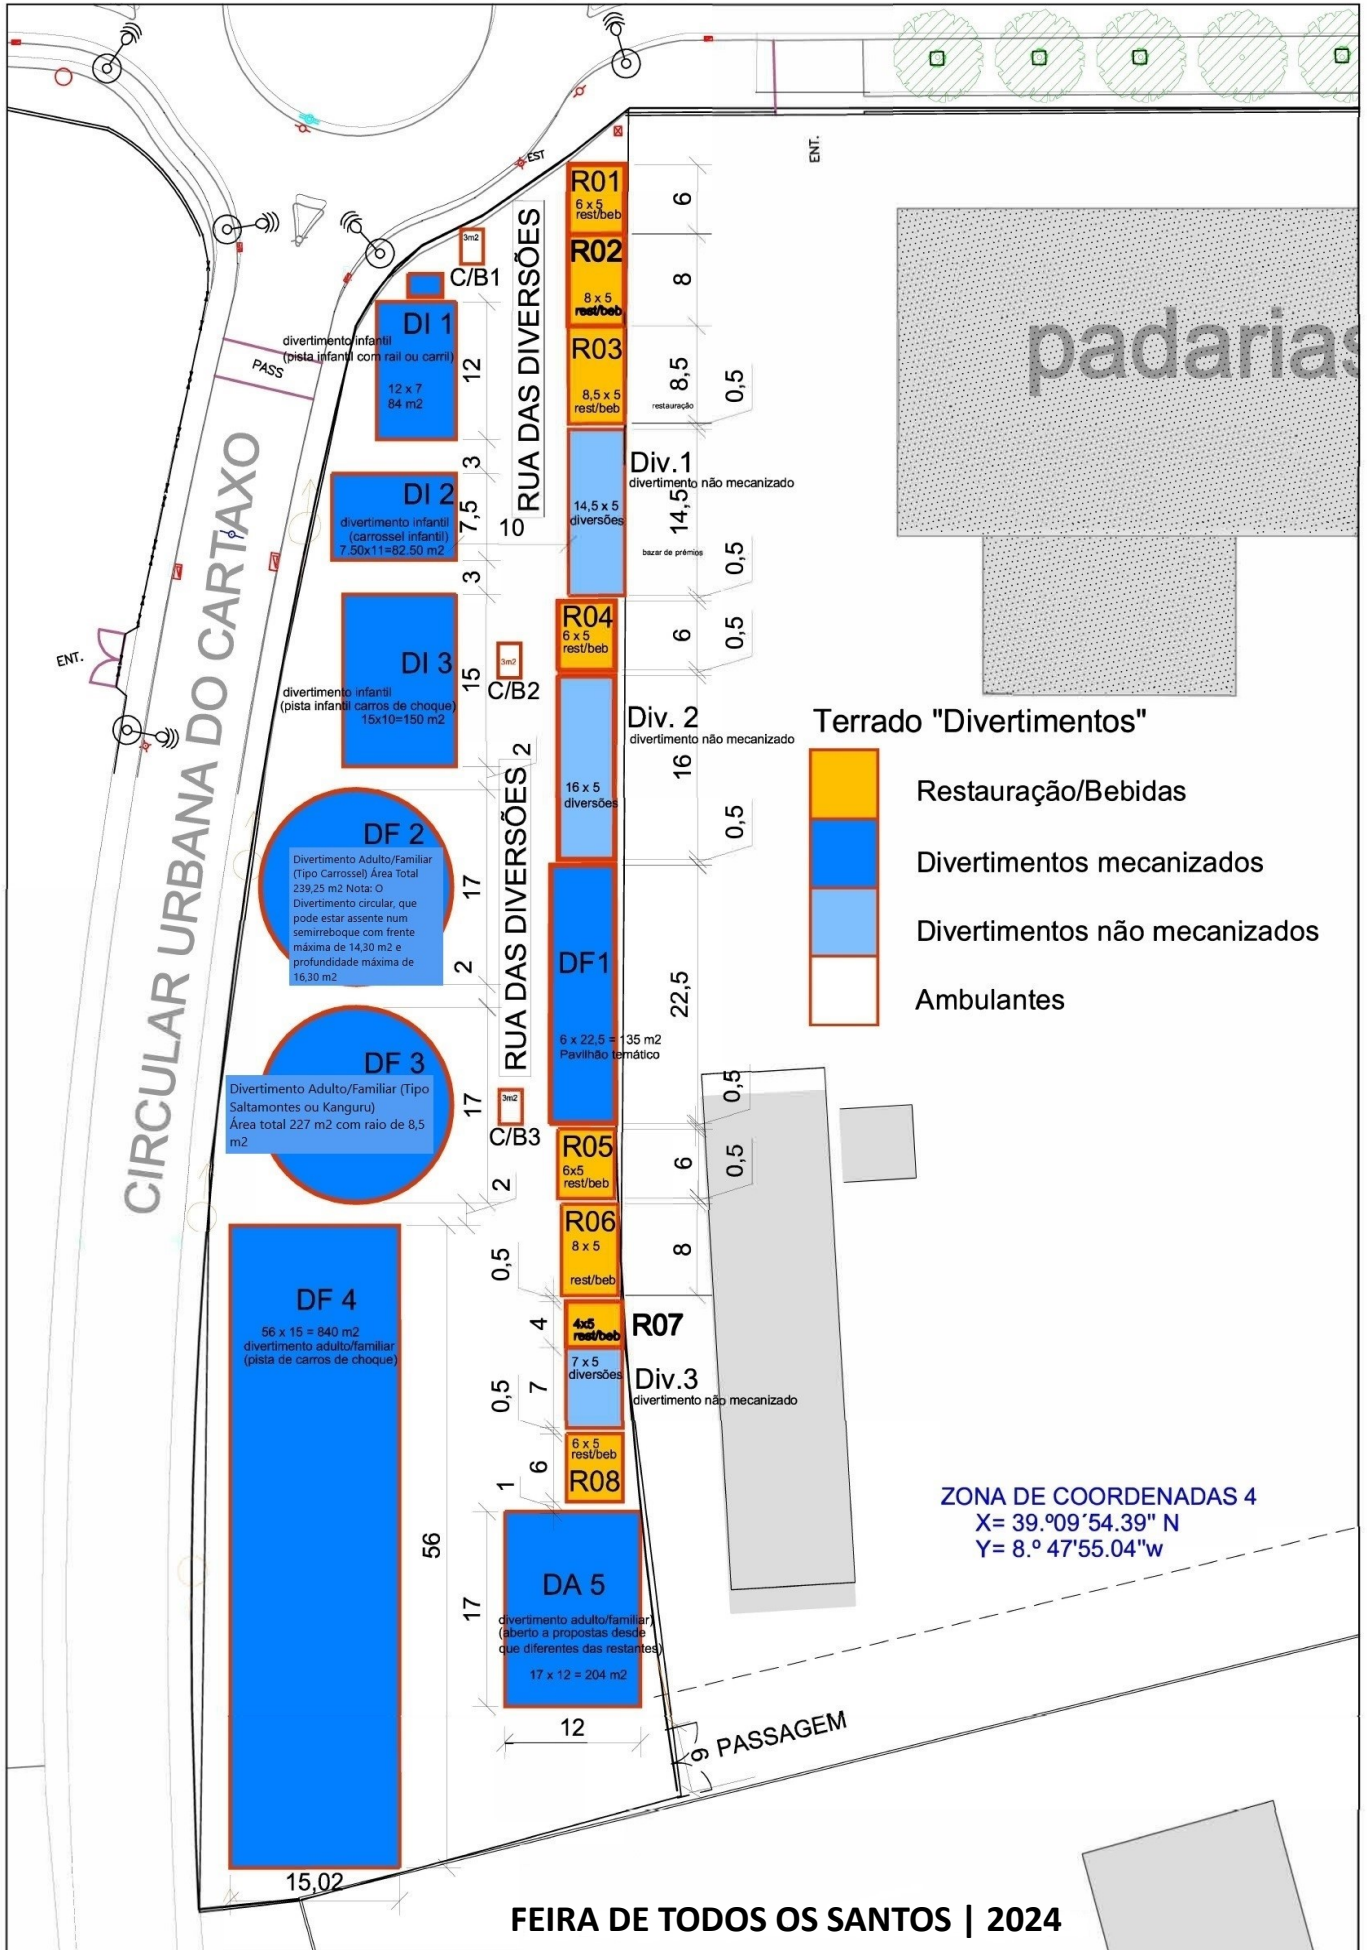 EST
ENT.
R01
6 x 5
rest/beb
6
R02
8 x 5
rest/beb
8
3m2
C/B1
RUA DAS DIVERSÕES
DI 1
divertimento infantil
(pista infantil com rail ou carril)
12 x 7
84 m2
12
PASS
R03
8,5 x 5
rest/beb
8,5
restauração
0,5
padarias
3
Div.1
divertimento não mecanizado
14,5
14,5 x 5
diversões
bazar de prémios
0,5
DI 2
divertimento infantil
(carrossel infantil)
7.50x11=82.50 m2
7,5
10
3
CIRCULAR URBANA DO CARTAXO
ENT.
R04
6 x 5
rest/beb
6
0,5
DI 3
divertimento infantil
(pista infantil carros de choque)
15x10=150 m2
15
3m2
C/B2
2
Div. 2
divertimento não mecanizado
16
16 x 5
diversões
0,5
Terrado "Divertimentos"
Restauração/Bebidas
Divertimentos mecanizados
Divertimentos não mecanizados
Ambulantes
RUA DAS DIVERSÕES
DF 2
Divertimento Adulto/Familiar
(Tipo Carrossel) Área Total
239,25 m2 Nota: O
Divertimento circular, que
pode estar assente num
semirreboque com frente
máxima de 14,30 m2 e
profundidade máxima de
16,30 m2
17
2
DF1
6 x 22,5 = 135 m2
Pavilhão temático
22,5
0,5
DF 3
Divertimento Adulto/Familiar (Tipo
Saltamontes ou Kanguru)
Área total 227 m2 com raio de 8,5
m2
17
3m2
C/B3
2
R05
6x5
rest/beb
6
0,5
R06
8 x 5
rest/beb
8
0,5
DF 4
56 x 15 = 840 m2
divertimento adulto/familiar
(pista de carros de choque)
4
4x5
rest/beb
R07
7 x 5
diversões
7
0,5
Div.3
divertimento não mecanizado
6 x 5
rest/beb
R08
6
1
ZONA DE COORDENADAS 4
X= 39.º09´54.39" N
Y= 8.º 47'55.04"w
56
17
DA 5
divertimento adulto/familiar)
(aberto a propostas desde
que diferentes das restantes)
17 x 12 = 204 m2
12
6
PASSAGEM
15,02
FEIRA DE TODOS OS SANTOS | 2024